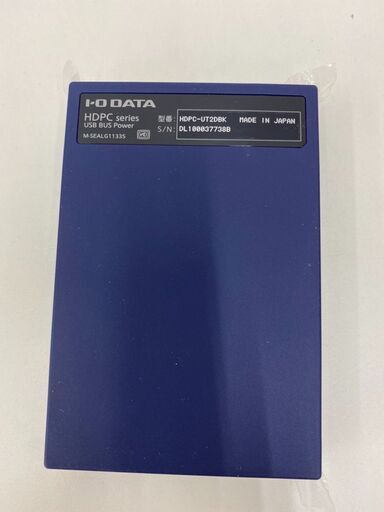 I-O DATA
HDPC series 型番: HDPC-UT2DBK MADE IN JAPAN
USB BUS Power S/N: DL100037738B
M-SEALG11335